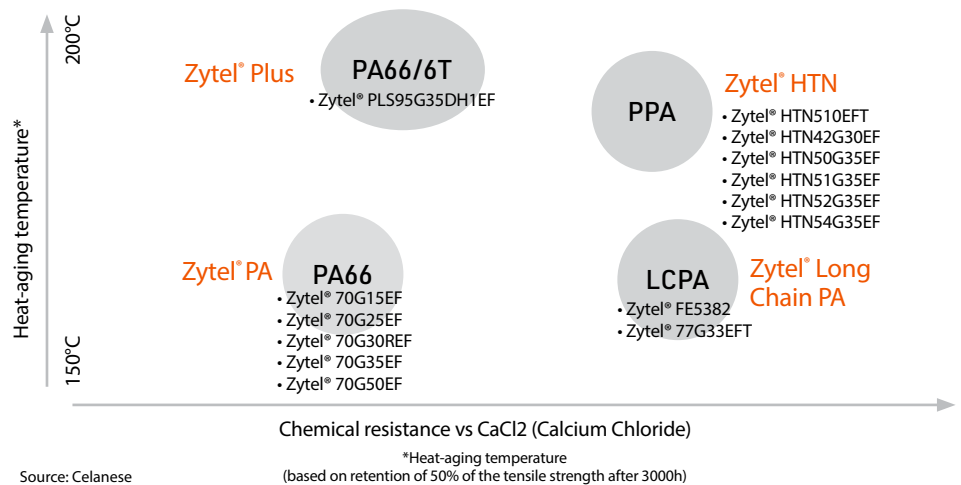 200°C
Heat-aging temperature*
150°C
Zytel® Plus
PA66/6T
• Zytel® PLS95G35DH1EF
PPA
Zytel® HTN
• Zytel® HTN510EFT
• Zytel® HTN42G30EF
• Zytel® HTN50G35EF
• Zytel® HTN51G35EF
• Zytel® HTN52G35EF
• Zytel® HTN54G35EF
Zytel® PA
PA66
• Zytel® 70G15EF
• Zytel® 70G25EF
• Zytel® 70G30REF
• Zytel® 70G35EF
• Zytel® 70G50EF
LCPA
• Zytel® FE5382
• Zytel® 77G33EFT
Zytel® Long
Chain PA
Chemical resistance vs CaCl2 (Calcium Chloride)
*Heat-aging temperature
(based on retention of 50% of the tensile strength after 3000h)
Source: Celanese